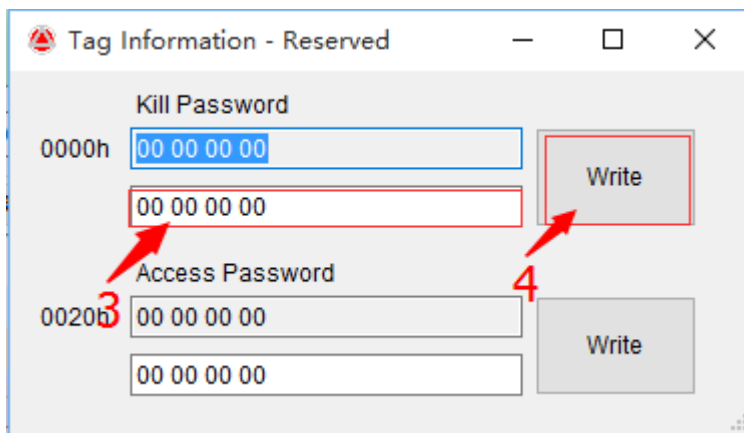 Tag Information - Reserved
Kill Password
0000h 00 00 00 00
Write
00 00 00 00
3
4
Access Password
0020h 00 00 00 00
Write
00 00 00 00